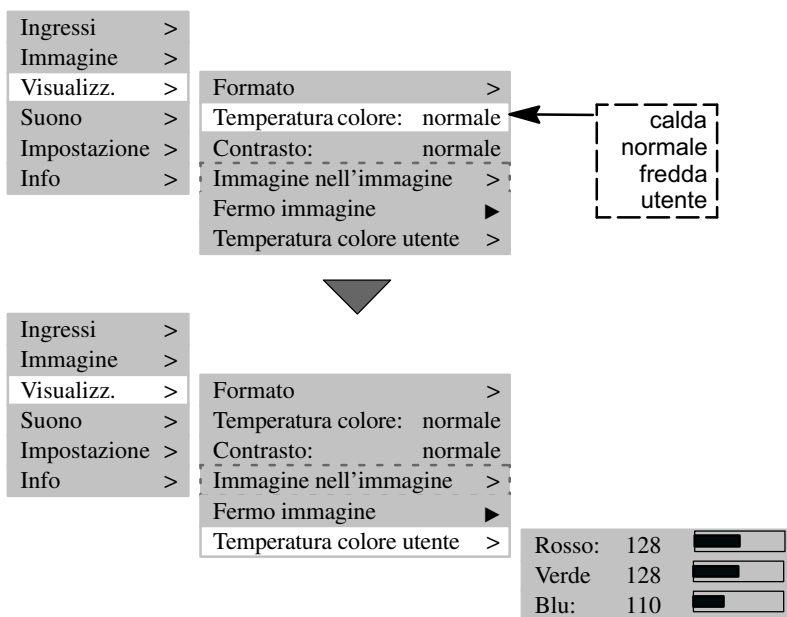 Ingressi >
Immagine >
Visualizz. >
Suono >
Impostazione >
Info >
Formato >
Temperatura colore: normale
Contrasto: normale
Immagine nell'immagine >
Fermo immagine ▶
Temperatura colore utente >
calda
normale
fredda
utente
Ingressi >
Immagine >
Visualizz. >
Suono >
Impostazione >
Info >
Formato >
Temperatura colore: normale
Contrasto: normale
Immagine nell'immagine >
Fermo immagine ▶
Temperatura colore utente >
Rosso: 128
Verde 128
Blu: 110